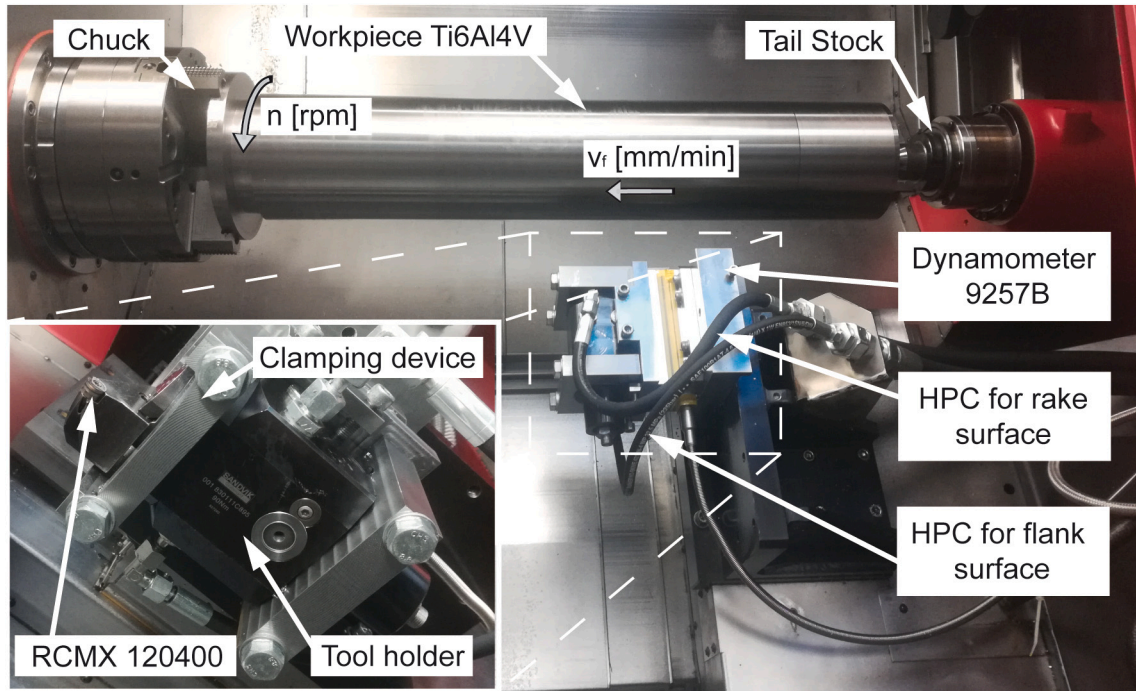 Chuck
Workpiece Ti6Al4V
Tail Stock
n [rpm]
vf [mm/min]
Dynamometer
9257B
Clamping device
HPC for rake
surface
SANDVIK
HPC for flank
surface
RCMX 120400
Tool holder